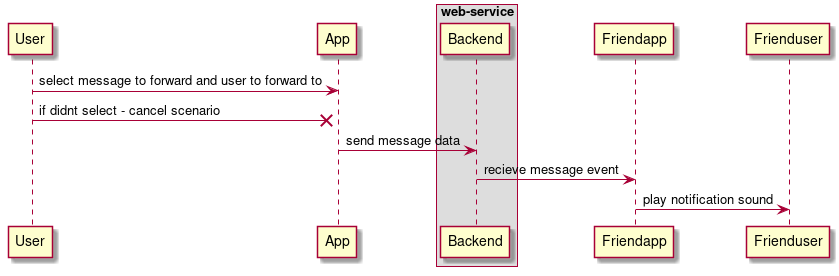 web-service
User
App
Backend
Friendapp
Frienduser
select message to forward and user to forward to
if didnt select - cancel scenario
send message data
recieve message event
play notification sound
User
App
Backend
Friendapp
Frienduser